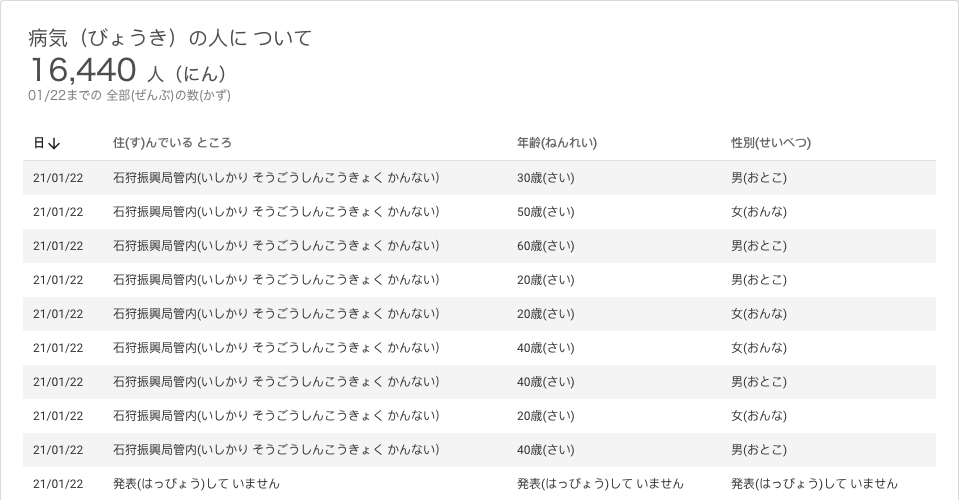 病気（びょうき）の人に ついて
16,440 人（にん）
01/22までの 全部(ぜんぶ)の数(かず)
日↓ 住(す)んでいる ところ 年齢(ねんれい) 性別(せいべつ)
21/01/22 石狩振興局管内(いしかり そうごうしんこうきょく かんない) 30歳(さい) 男(おとこ)
21/01/22 石狩振興局管内(いしかり そうごうしんこうきょく かんない) 50歳(さい) 女(おんな)
21/01/22 石狩振興局管内(いしかり そうごうしんこうきょく かんない) 60歳(さい) 男(おとこ)
21/01/22 石狩振興局管内(いしかり そうごうしんこうきょく かんない) 20歳(さい) 男(おとこ)
21/01/22 石狩振興局管内(いしかり そうごうしんこうきょく かんない) 20歳(さい) 女(おんな)
21/01/22 石狩振興局管内(いしかり そうごうしんこうきょく かんない) 40歳(さい) 女(おんな)
21/01/22 石狩振興局管内(いしかり そうごうしんこうきょく かんない) 40歳(さい) 男(おとこ)
21/01/22 石狩振興局管内(いしかり そうごうしんこうきょく かんない) 20歳(さい) 女(おんな)
21/01/22 石狩振興局管内(いしかり そうごうしんこうきょく かんない) 40歳(さい) 男(おとこ)
21/01/22 発表(はっぴょう)して いません 発表(はっぴょう)して いません 発表(はっぴょう)して いません